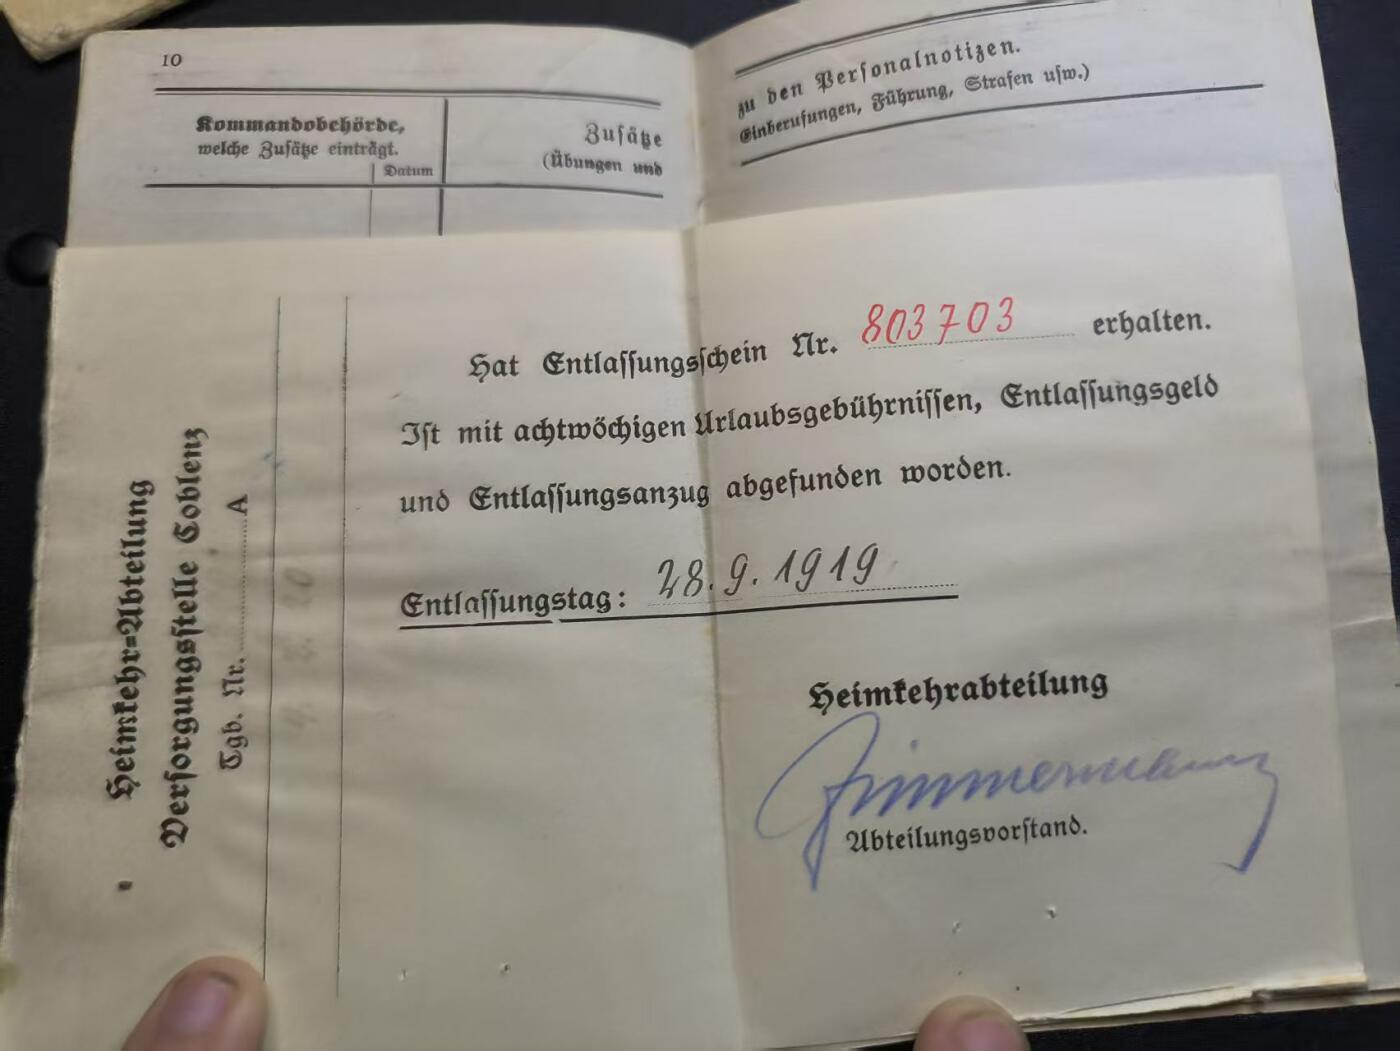 10
Kommandobehörde,
welche Zusätze einträgt.
Datum
Zusätze
(Übungen und
zu den Personalnotizen.
Einberufungen, Führung, Strafen usw.)
Heimkehr=Abteilung
Versorgungsstelle Coblenz
Tgb. Nr. A
Hat Entlassungsschein Nr. 803703 erhalten.
Ist mit achtwöchigen Urlaubsgebührnissen, Entlassungsgeld
und Entlassungsanzug abgefunden worden.
Entlassungstag: 28.9.1919
Heimkehrabteilung
Zimmermann
Abteilungsvorstand.